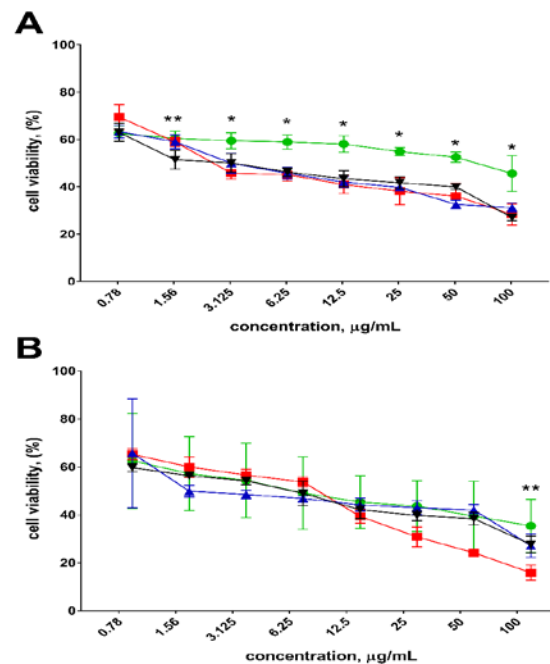 A
100
80
60
40
20
0
cell viability, (%)
** * * * * * *
0.78 1.56 3.125 6.25 12.5 25 50 100
concentration, μg/mL
B
100
80
60
40
20
0
cell viability, (%)
**
0.78 1.56 3.125 6.25 12.5 25 50 100
concentration, μg/mL